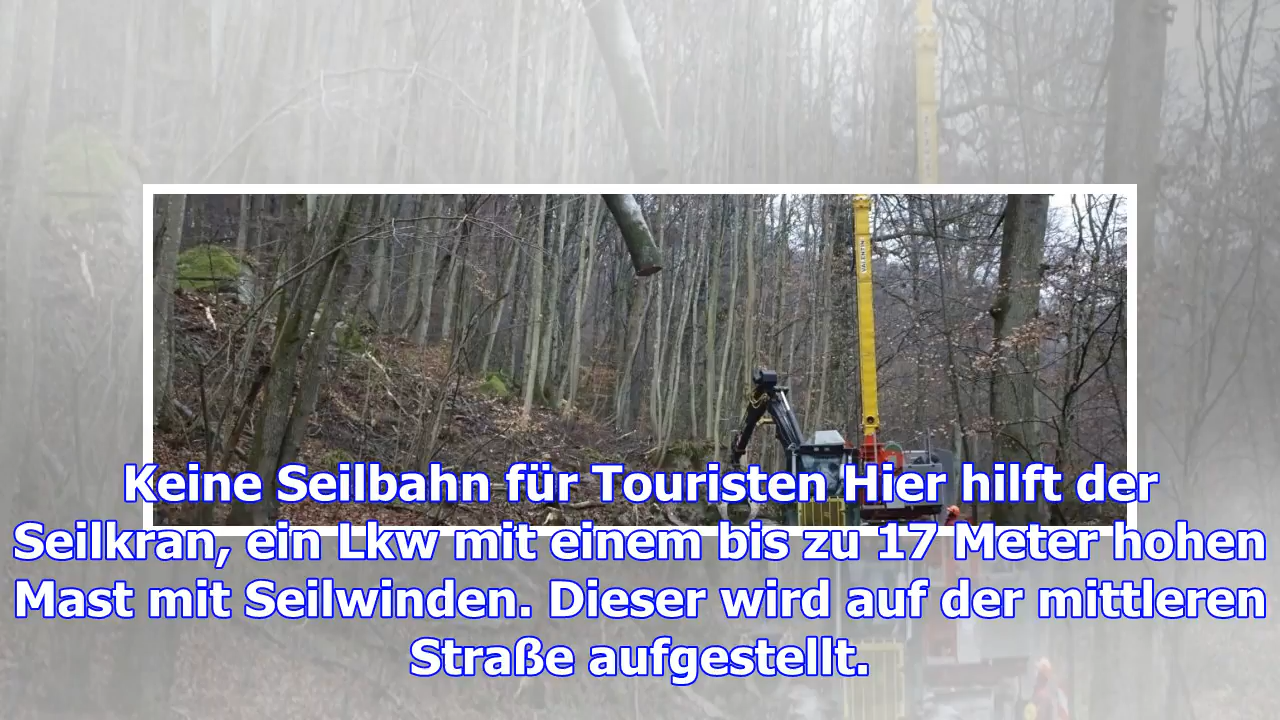 VALENTIN
Keine Seilbahn für Touristen Hier hilft der
Seilkran, ein Lkw mit einem bis zu 17 Meter hohen
Mast mit Seilwinden. Dieser wird auf der mittleren
Straße aufgestellt.